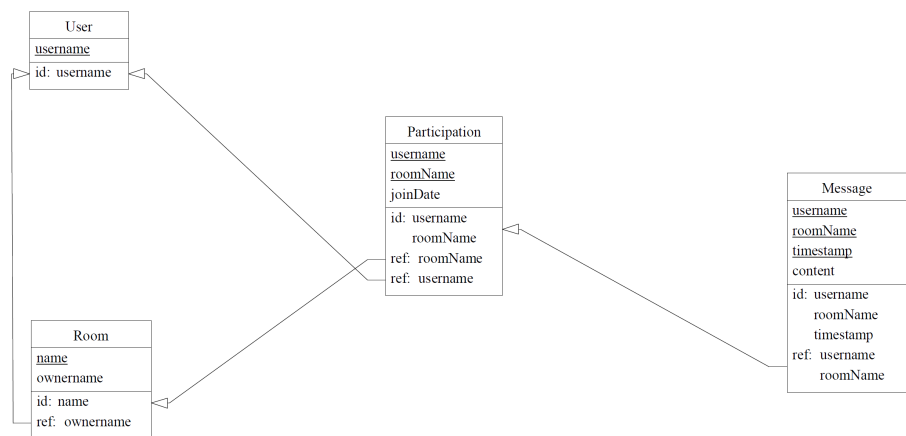 User
username
id: username
Participation
username
roomName
joinDate
id: username
roomName
ref: roomName
ref: username
Message
username
roomName
timestamp
content
id: username
roomName
timestamp
ref: username
roomName
Room
name
ownername
id: name
ref: ownername